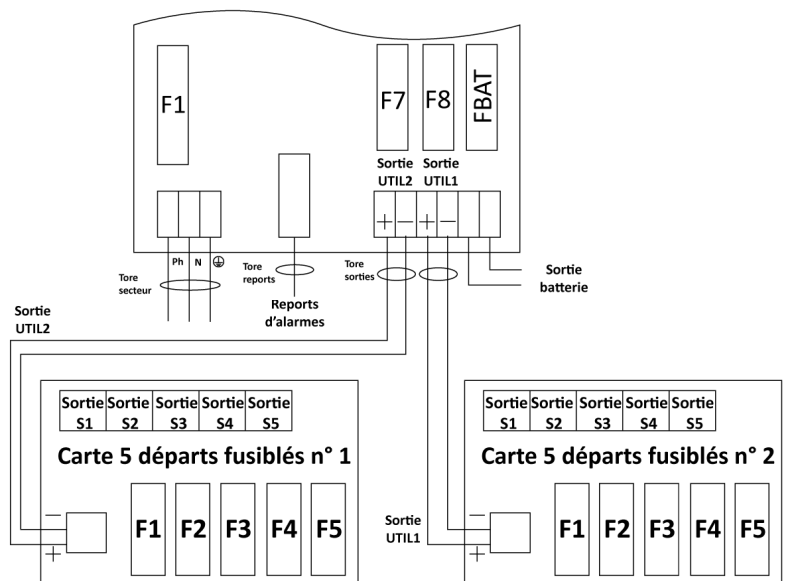 F1
F7
F8
FBAT
Sortie
UTIL2
Sortie
UTIL1
+
—
+
—
Ph
N
Tore
secteur
Tore
reports
Tore
sorties
Reports
d'alarmes
Sortie
batterie
Sortie
UTIL2
Sortie
S1
Sortie
S2
Sortie
S3
Sortie
S4
Sortie
S5
Carte 5 départs fusiblés n° 1
—
+
F1
F2
F3
F4
F5
Sortie
UTIL1
Sortie
S1
Sortie
S2
Sortie
S3
Sortie
S4
Sortie
S5
Carte 5 départs fusiblés n° 2
—
+
F1
F2
F3
F4
F5